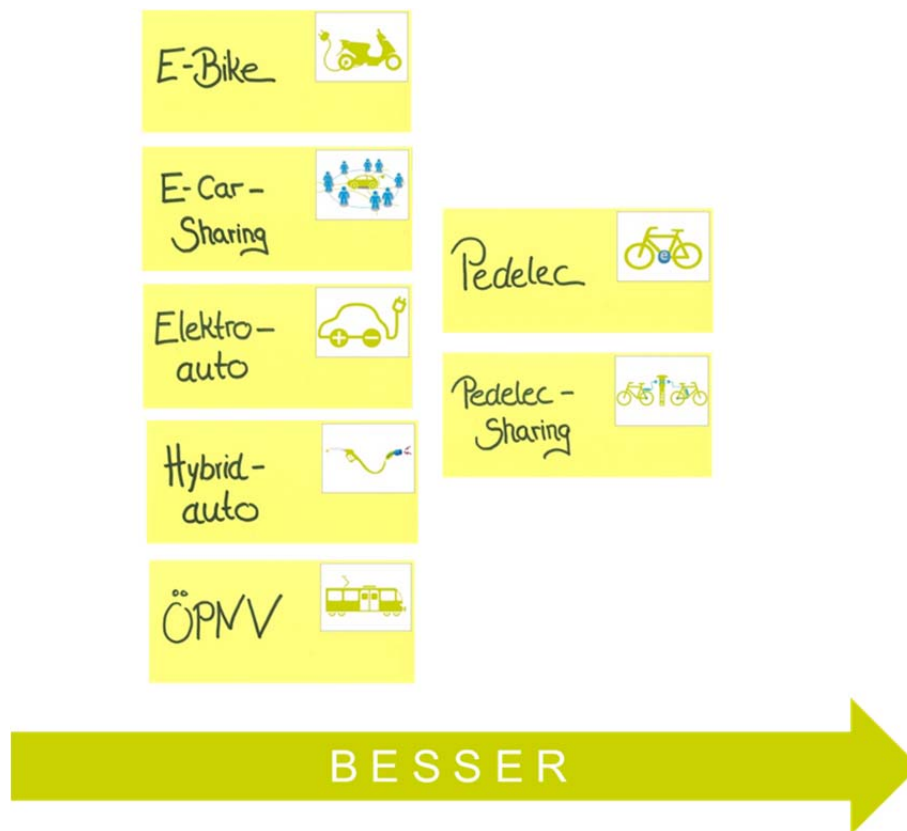 E-Bike
E-Car-
Sharing
Elektro-
auto
Hybrid-
auto
ÖPNV
Pedelec
e
Pedelec-
Sharing
BESSER